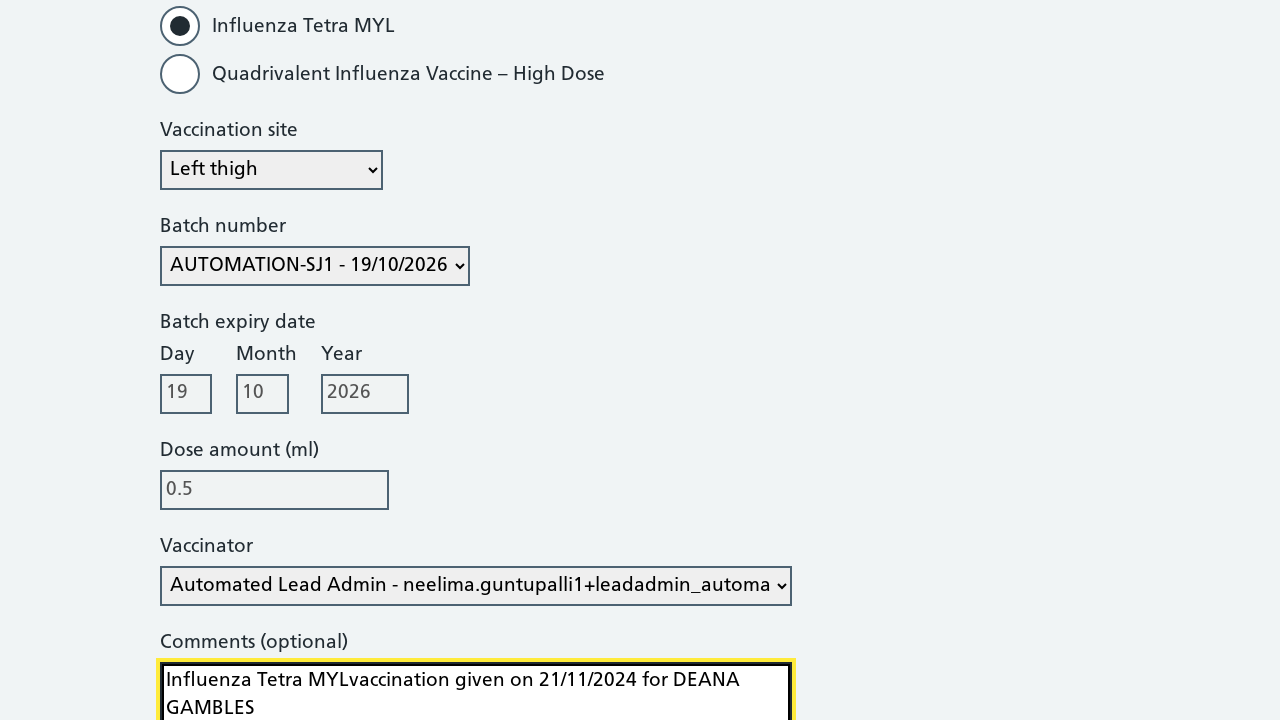 Influenza Tetra MYL
Quadrivalent Influenza Vaccine – High Dose
Vaccination site
Left thigh
Batch number
AUTOMATION-SJ1 - 19/10/2026
Batch expiry date
Day Month Year
19 10 2026
Dose amount (ml)
0.5
Vaccinator
Automated Lead Admin - neelima.guntupalli1+leadadmin_automa
Comments (optional)
Influenza Tetra MYLvaccination given on 21/11/2024 for DEANA
GAMBLES